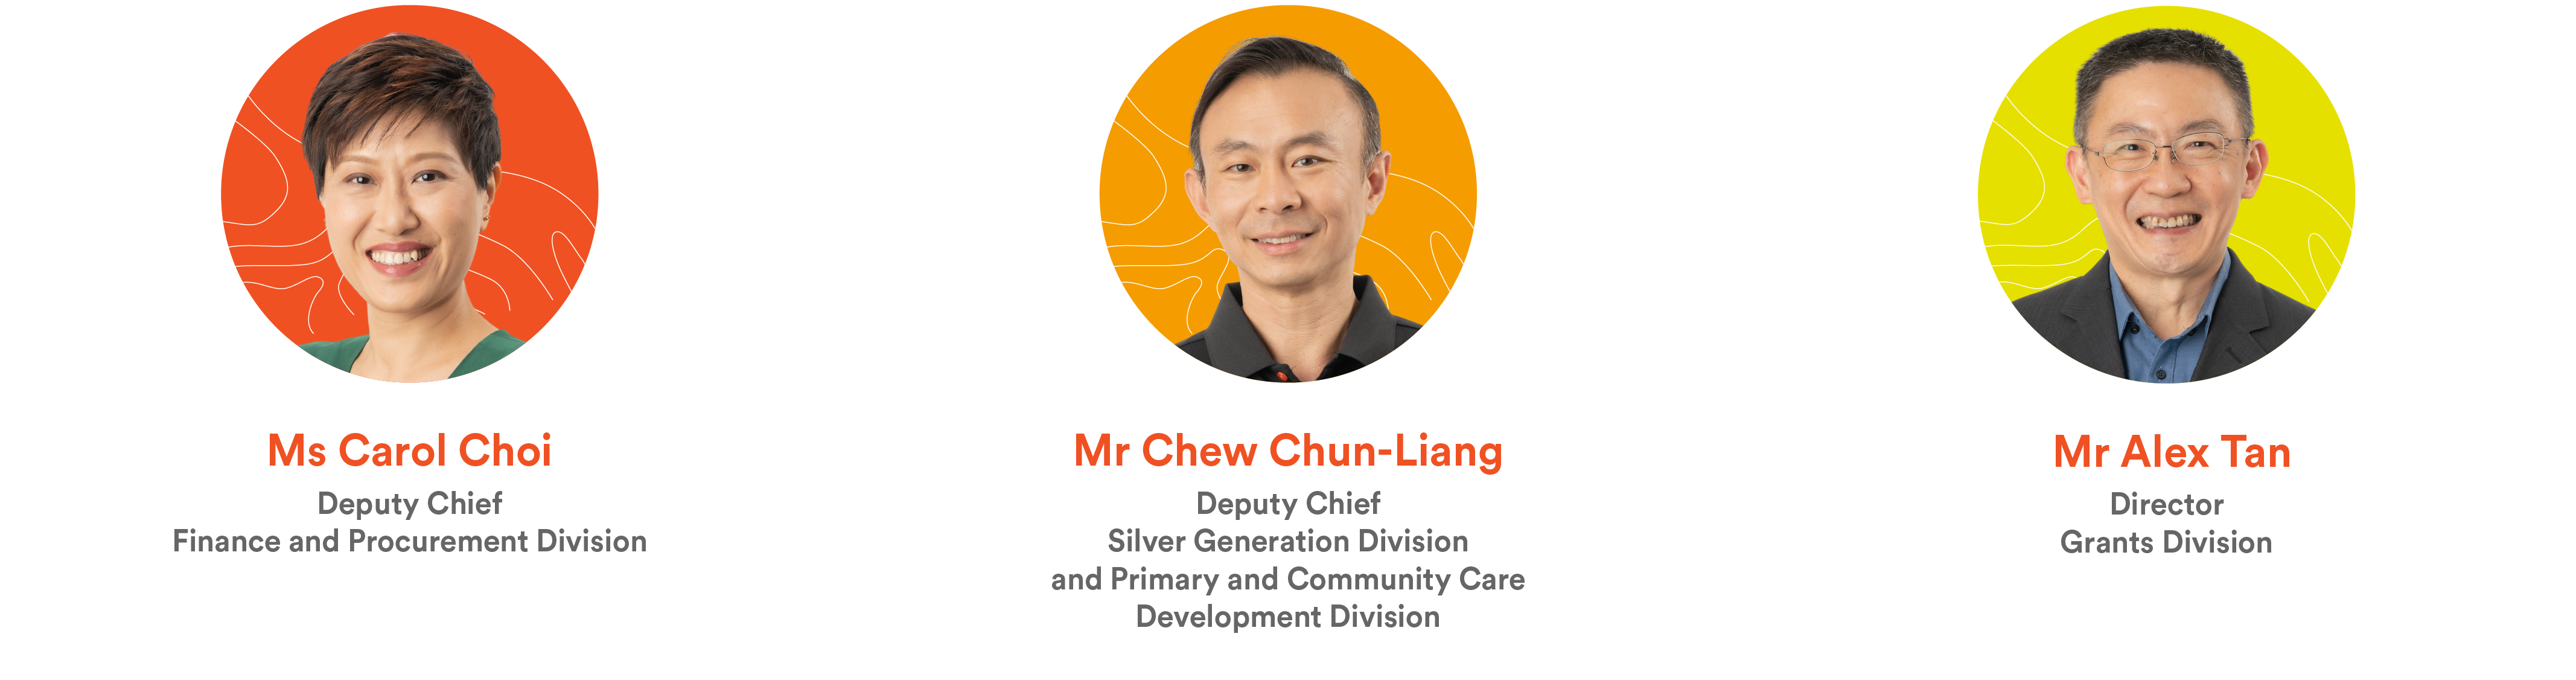 Ms Carol Choi
Deputy Chief
Finance and Procurement Division
Mr Chew Chun-Liang
Deputy Chief
Silver Generation Division
and Primary and Community Care
Development Division
Mr Alex Tan
Director
Grants Division